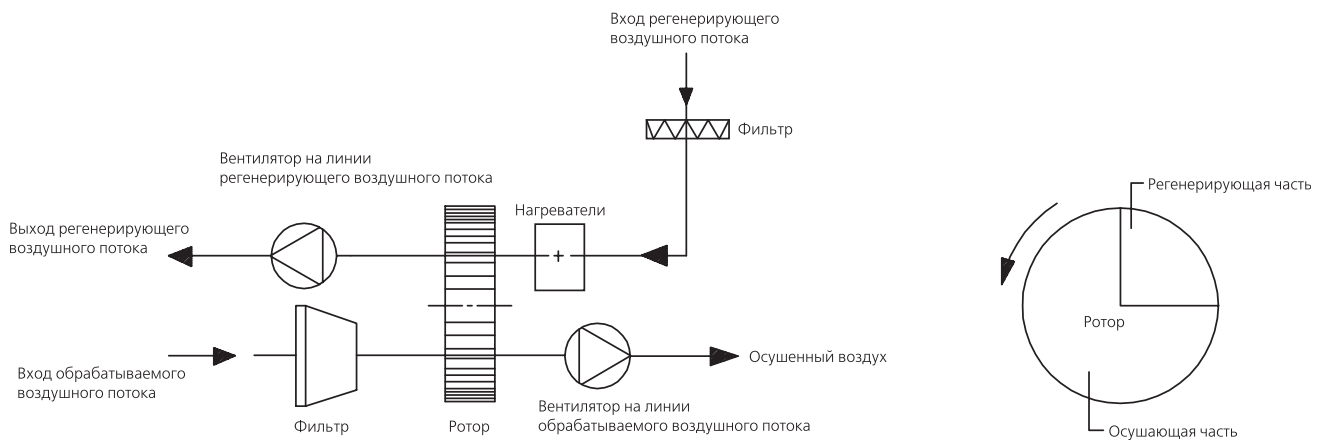 Вход регенерирующего
воздушного потока
Фильтр
Вентилятор на линии
регенерирующего воздушного потока
Нагреватели
Выход регенерирующего
воздушного потока
Вход обрабатываемого
воздушного потока
Фильтр
Ротор
Вентилятор на линии
обрабатываемого воздушного потока
Осушенный воздух
Регенерирующая часть
Ротор
Осушающая часть